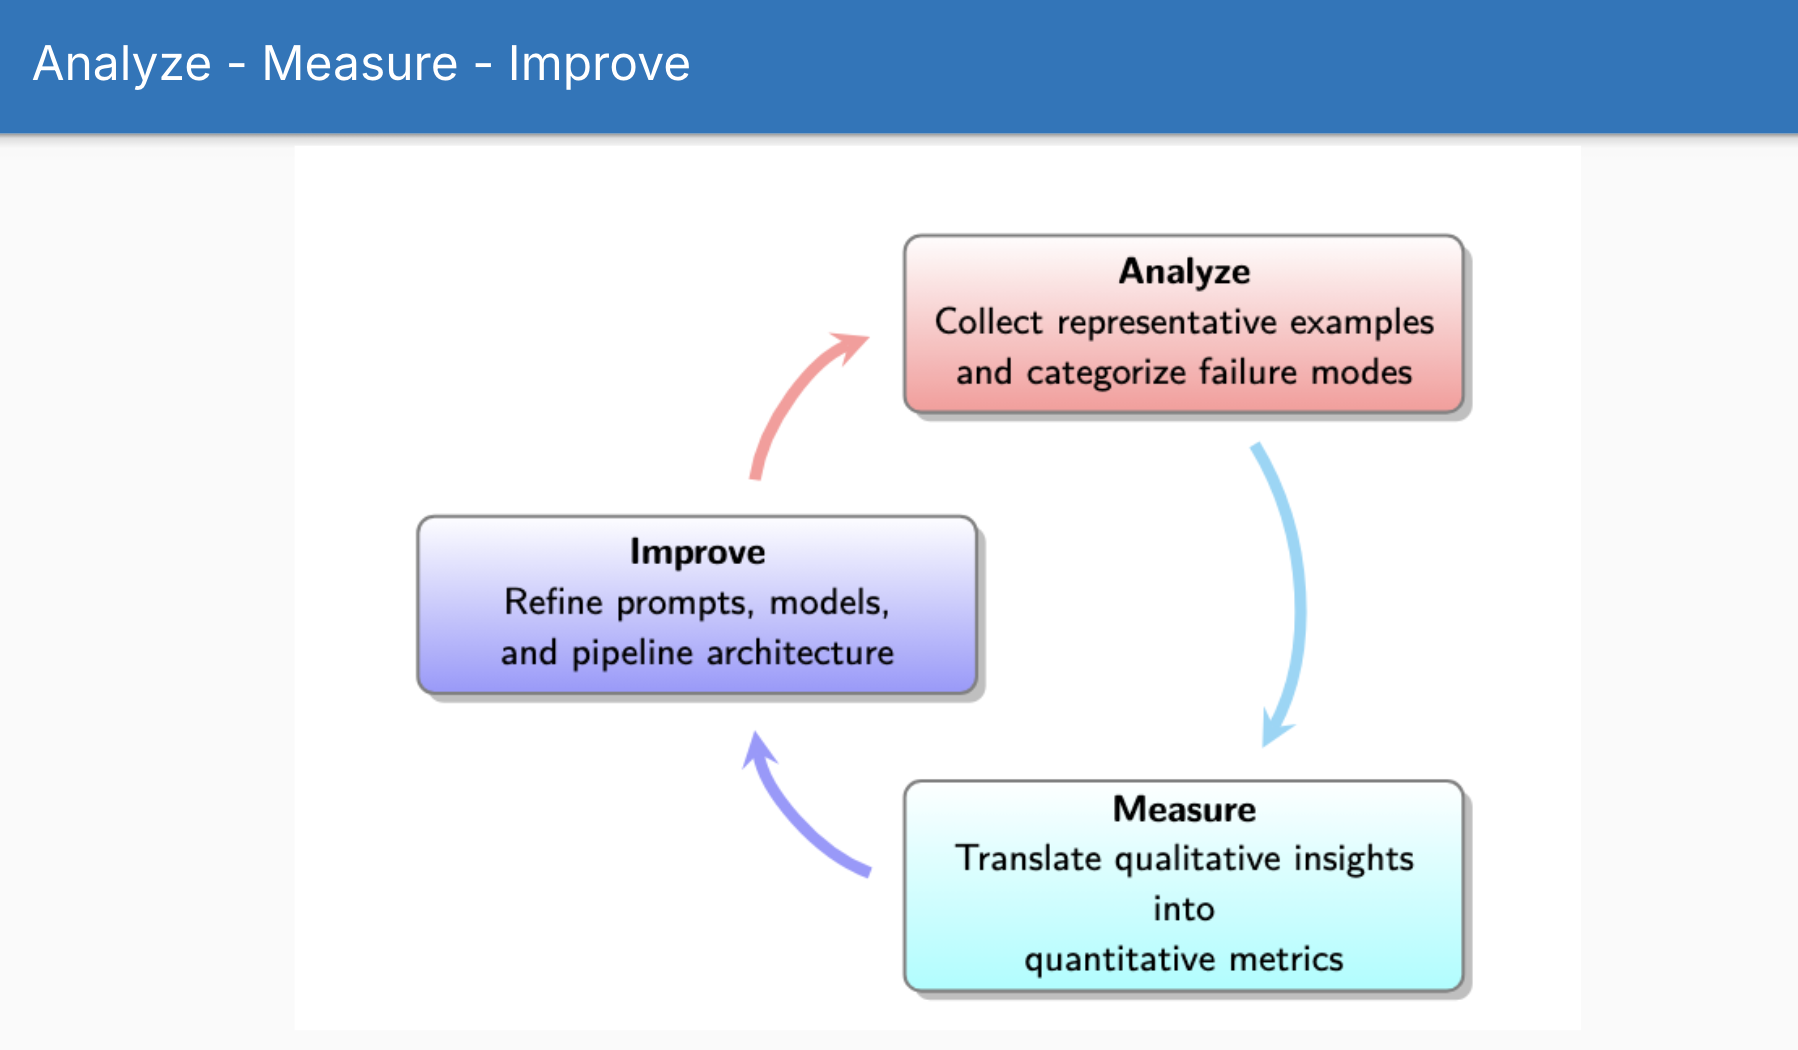 Analyze - Measure - Improve
Analyze
Collect representative examples
and categorize failure modes
Improve
Refine prompts, models,
and pipeline architecture
Measure
Translate qualitative insights
into
quantitative metrics